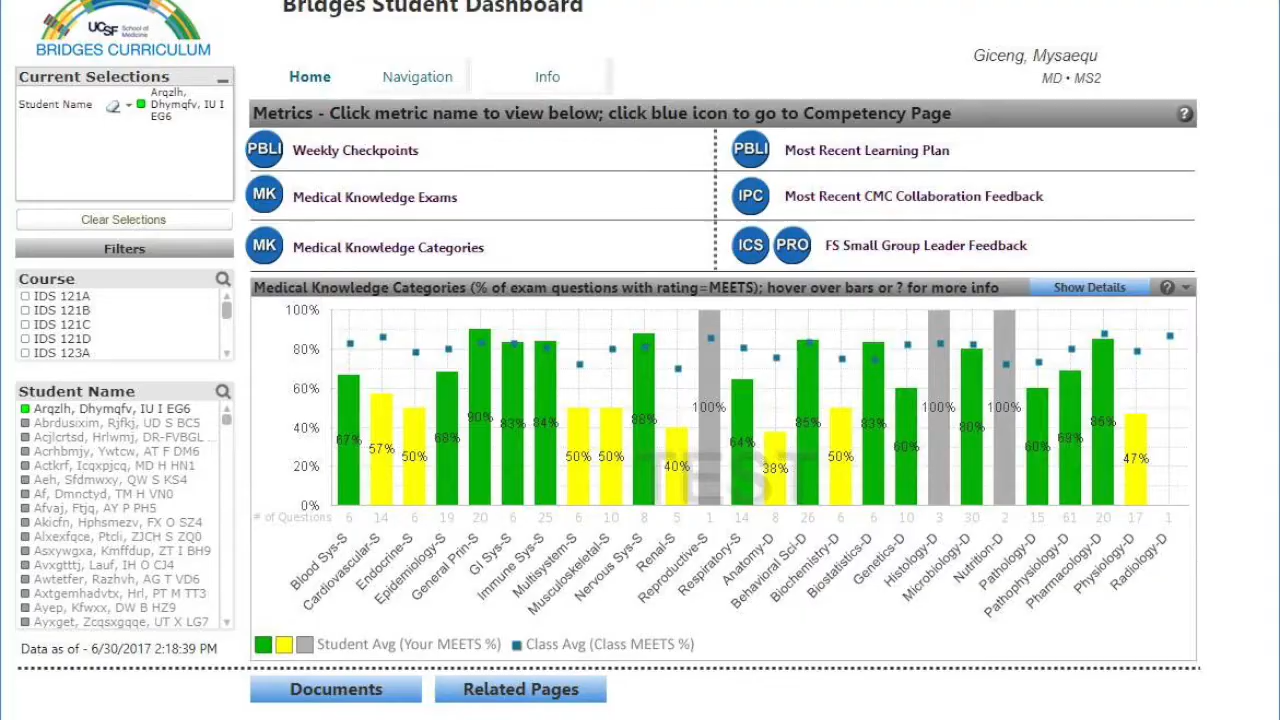 Bridges Student Dashboard
UCSF School of Medicine
BRIDGES CURRICULUM
Giceng, Mysaequ
MD • MS2
Home Navigation Info
Current Selections
Student Name Arqzlh, Dhymqfv, IU I EG6
Clear Selections
Filters
Course
IDS 121A
IDS 121B
IDS 121C
IDS 121D
IDS 123A
Student Name
Arqzlh, Dhymqfv, IU I EG6
Abrdusixim, Rjfkj, UD S BC5
Acjlcrtsd, Hrlwmj, DR-FVBGL ...
Acrhbmjy, Ywtcw, AT F DM6
Actkrf, Icqxpjcq, MD H HN1
Aeh, Sfdmwxy, QW S KS4
Af, Dmnctyd, TM H VN0
Afvaj, Ftjq, AY P PH5
Akicfn, Hphsmezv, FX O SZ4
Alxexfqce, Ptcli, ZJCH S ZQ0
Asxywgxa, Kmffdup, ZT I BH9
Avxgtttj, Lauf, IH O CJ4
Awtetfer, Razhvh, AG T VD6
Axtgemhadvtx, Hrl, PT M TT3
Ayep, Kfwxx, DW B HZ9
Ayxget, Zcqsxgqqe, UT X LG7
Data as of - 6/30/2017 2:18:39 PM
Metrics - Click metric name to view below; click blue icon to go to Competency Page ?
PBLI Weekly Checkpoints PBLI Most Recent Learning Plan
MK Medical Knowledge Exams IPC Most Recent CMC Collaboration Feedback
MK Medical Knowledge Categories ICS PRO FS Small Group Leader Feedback
Medical Knowledge Categories (% of exam questions with rating=MEETS); hover over bars or ? for more info Show Details ?
100%
80%
60%
40%
20%
0%
67% 57% 50% 68% 90% 83% 84% 50% 50% 88% 40% 100% 64% 38% 85% 50% 83% 60% 100% 80% 100% 60% 69% 85% 47%
TEST
# of Questions 6 14 6 19 20 6 25 6 10 8 5 1 14 8 26 6 6 10 3 30 2 15 61 20 17 1
Blood Sys-S
Cardiovascular-S
Endocrine-S
Epidemiology-S
General Prin-S
GI Sys-S
Immune Sys-S
Multisystem-S
Musculoskeletal-S
Nervous Sys-S
Renal-S
Reproductive-S
Respiratory-S
Anatomy-D
Behavioral Sci-D
Biochemistry-D
Biostatistics-D
Genetics-D
Histology-D
Microbiology-D
Nutrition-D
Pathology-D
Pathophysiology-D
Pharmacology-D
Physiology-D
Radiology-D
Student Avg (Your MEETS %) Class Avg (Class MEETS %)
Documents Related Pages